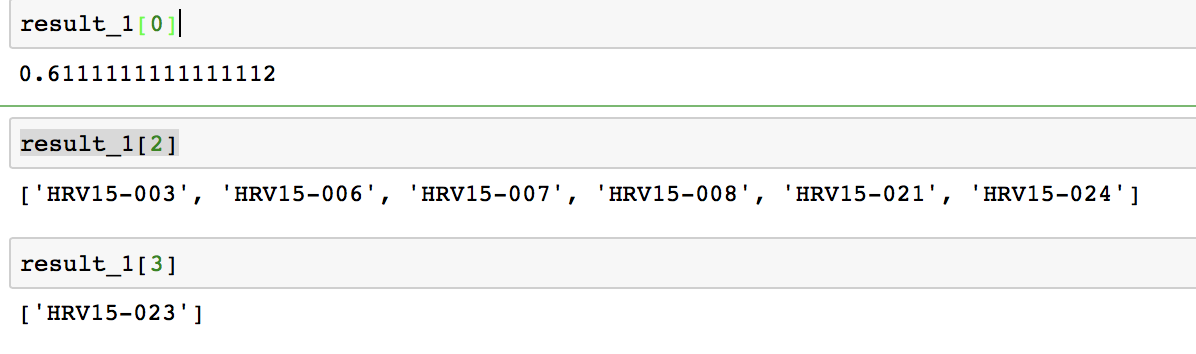 result_1[0]
0.6111111111111112
result_1[2]
['HRV15-003', 'HRV15-006', 'HRV15-007', 'HRV15-008', 'HRV15-021', 'HRV15-024']
result_1[3]
['HRV15-023']